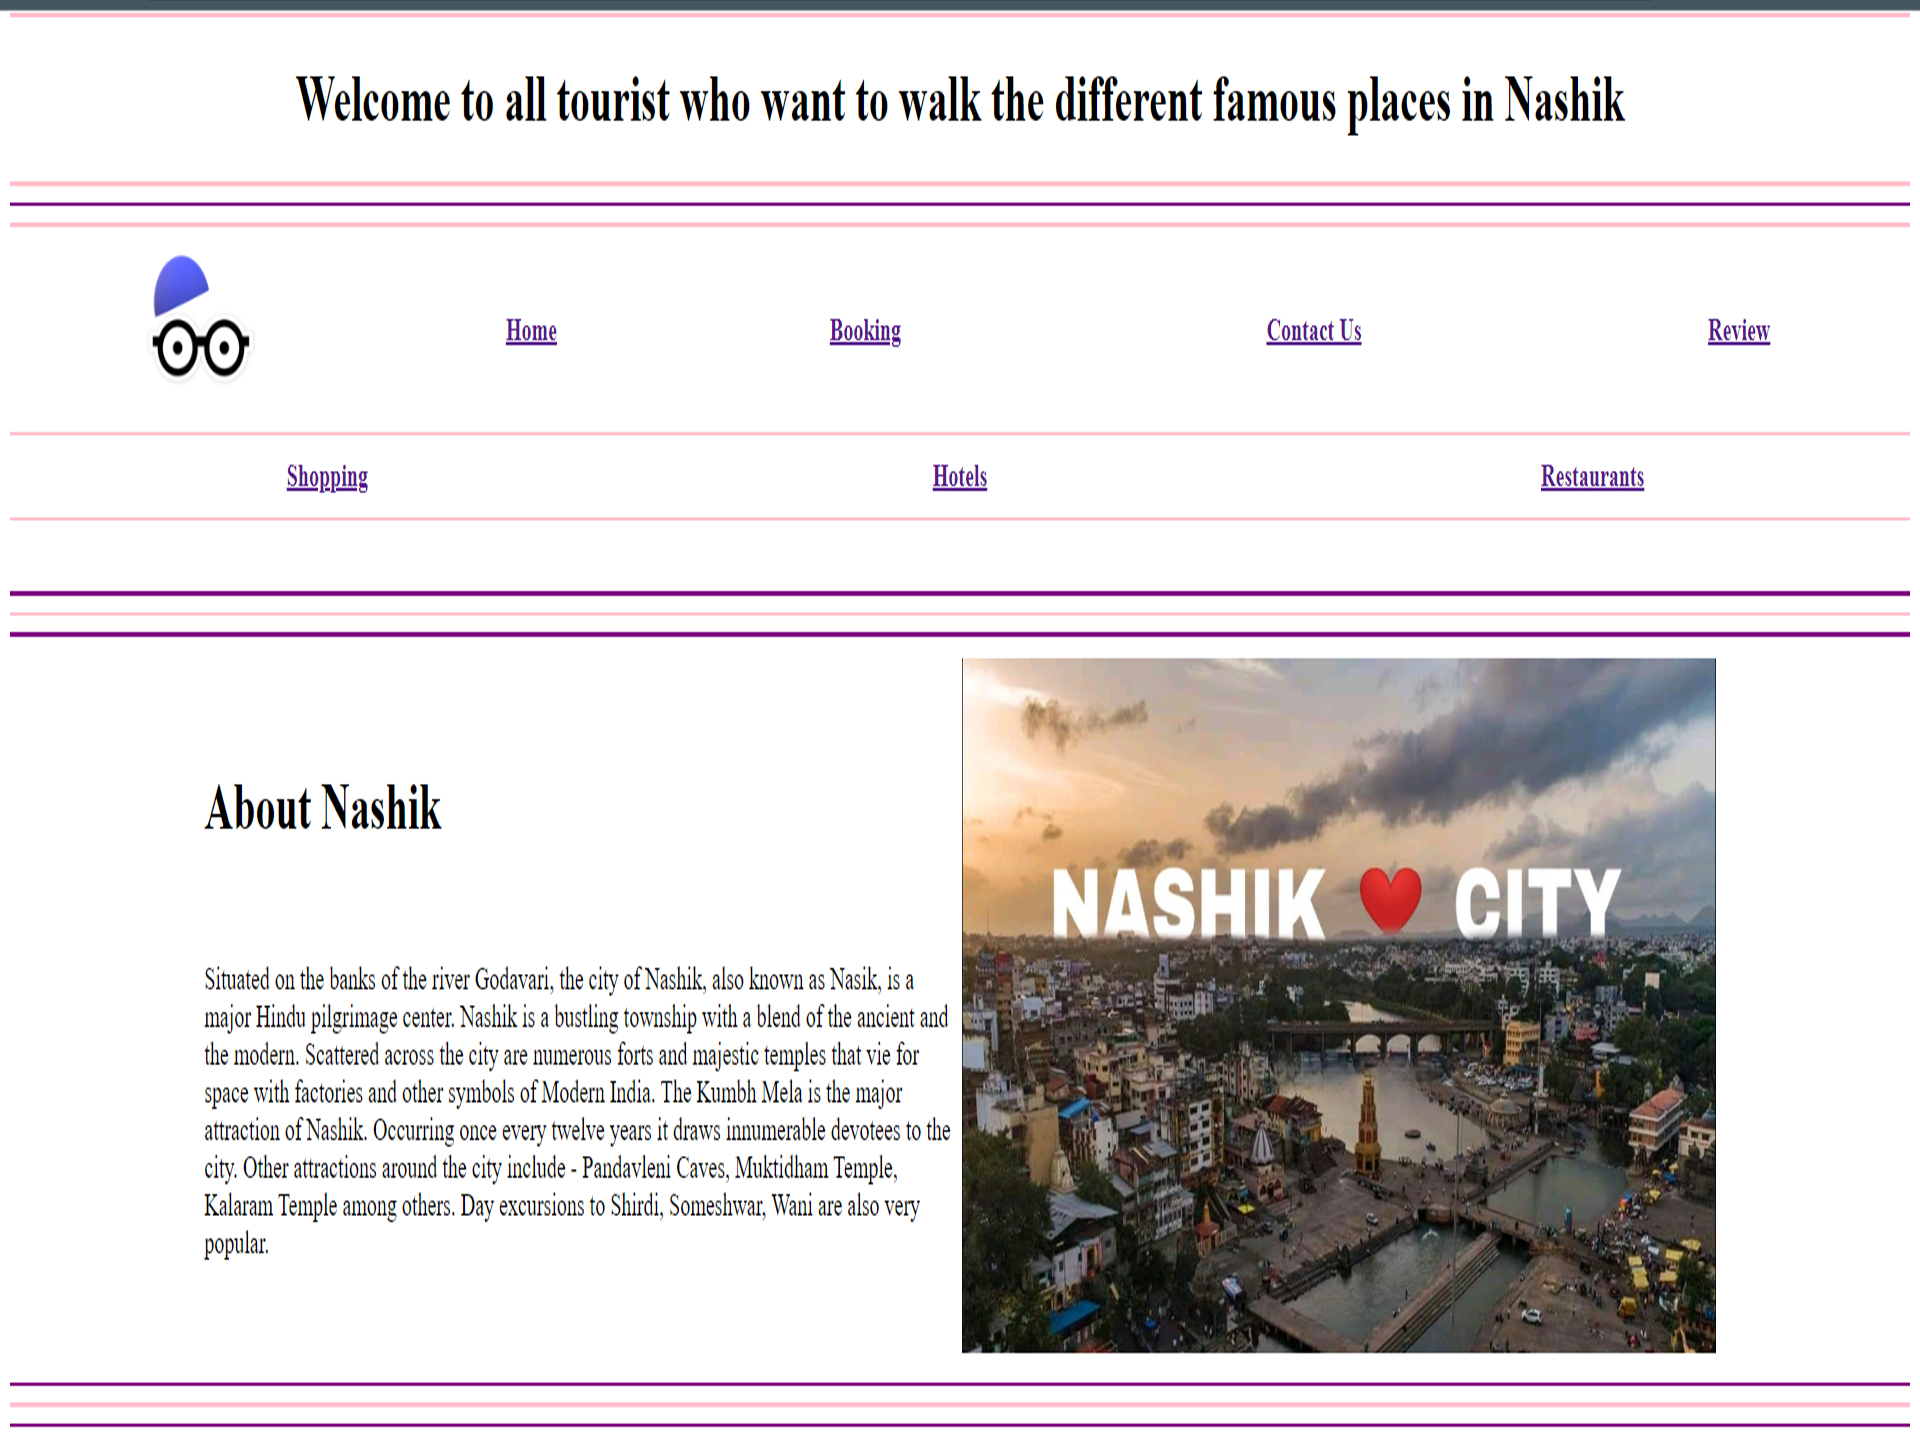 Welcome to all tourist who want to walk the different famous places in Nashik
Home Booking Contact Us Review
Shopping Hotels Restaurants
About Nashik
Situated on the banks of the river Godavari, the city of Nashik, also known as Nasik, is a
major Hindu pilgrimage center. Nashik is a bustling township with a blend of the ancient and
the modern. Scattered across the city are numerous forts and majestic temples that vie for
space with factories and other symbols of Modern India. The Kumbh Mela is the major
attraction of Nashik. Occurring once every twelve years it draws innumerable devotees to the
city. Other attractions around the city include - Pandavleni Caves, Muktidham Temple,
Kalaram Temple among others. Day excursions to Shirdi, Someshwar, Wani are also very
popular.
NASHIK ❤️ CITY